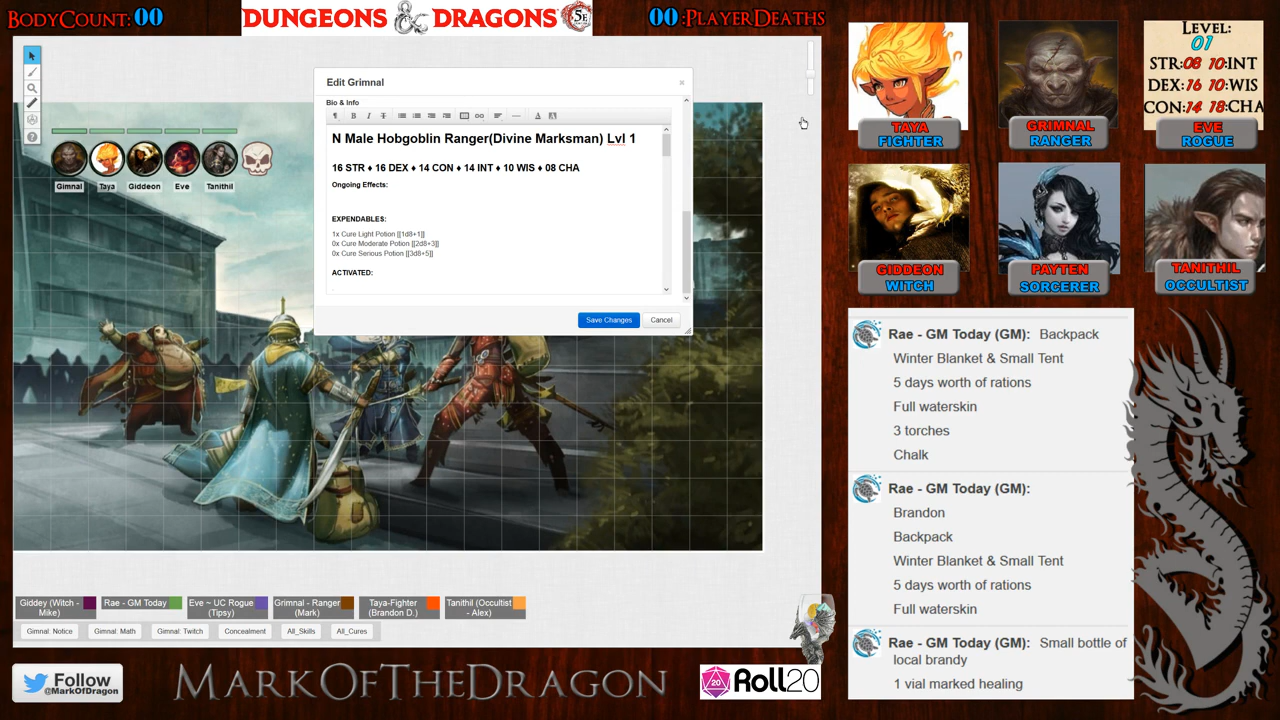 BodyCount: 00
DUNGEONS & DRAGONS 5E
00 :PlayerDeaths
Edit Grimnal
Bio & Info
N Male Hobgoblin Ranger(Divine Marksman) Lvl 1
16 STR ♦ 16 DEX ♦ 14 CON ♦ 14 INT ♦ 10 WIS ♦ 08 CHA
Ongoing Effects:
EXPENDABLES:
1x Cure Light Potion [[1d8+1]]
0x Cure Moderate Potion [[2d8+3]]
0x Cure Serious Potion [[3d8+5]]
ACTIVATED:
Save Changes
Cancel
Gimnal
Taya
Giddeon
Eve
Tanithil
TAYA
FIGHTER
GRIMNAL
RANGER
Level:
01
STR:08 10:INT
DEX:16 10:WIS
CON:14 18:CHA
EVE
ROGUE
GIDDEON
WITCH
PAYTEN
SORCERER
TANITHIL
OCCULTIST
Rae - GM Today (GM): Backpack
Winter Blanket & Small Tent
5 days worth of rations
Full waterskin
3 torches
Chalk
Rae - GM Today (GM):
Brandon
Backpack
Winter Blanket & Small Tent
5 days worth of rations
Full waterskin
Rae - GM Today (GM): Small bottle of
local brandy
1 vial marked healing
Giddey (Witch -
Mike)
Rae - GM Today
Eve ~ UC Rogue
(Tipsy)
Grimnal - Ranger
(Mark)
Taya-Fighter
(Brandon D.)
Tanithil (Occultist
- Alex)
Gimnal: Notice
Gimnal: Math
Gimnal: Twitch
Concealment
All_Skills
All_Cures
Follow
@MarkOfDragon
MarkOfTheDragon
20
Roll20